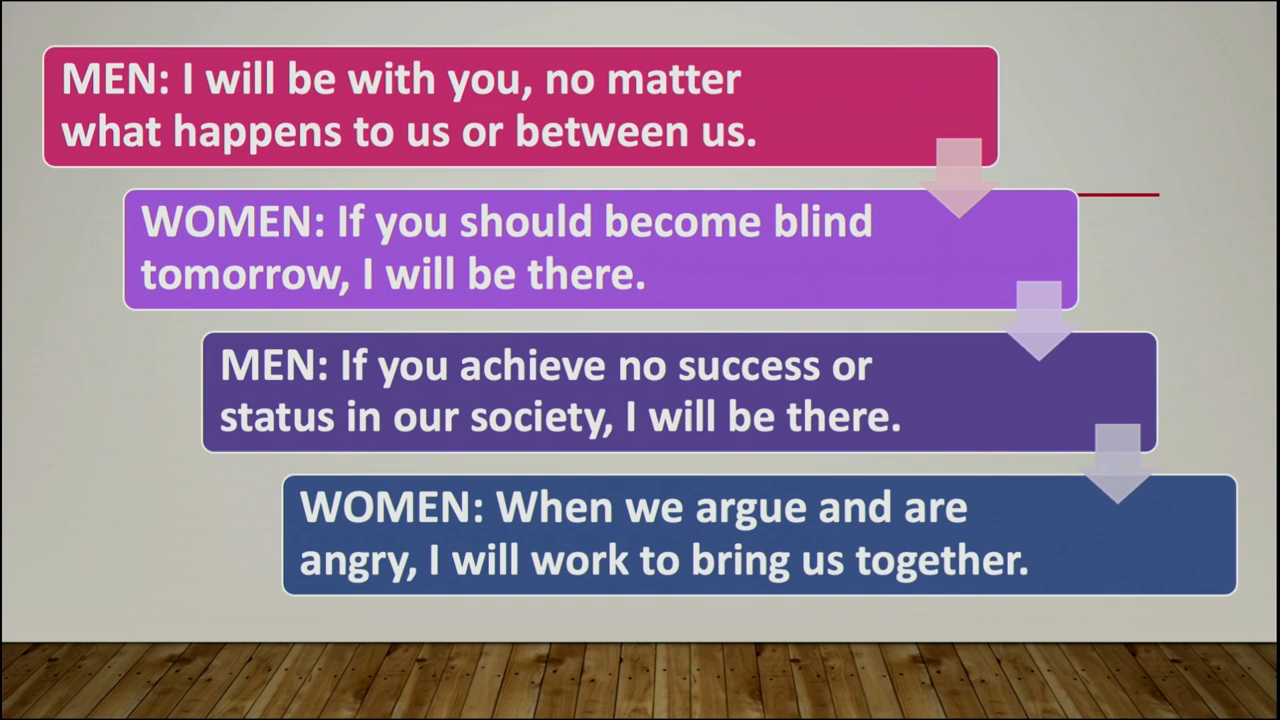 MEN: I will be with you, no matter
what happens to us or between us.
WOMEN: If you should become blind
tomorrow, I will be there.
MEN: If you achieve no success or
status in our society, I will be there.
WOMEN: When we argue and are
angry, I will work to bring us together.